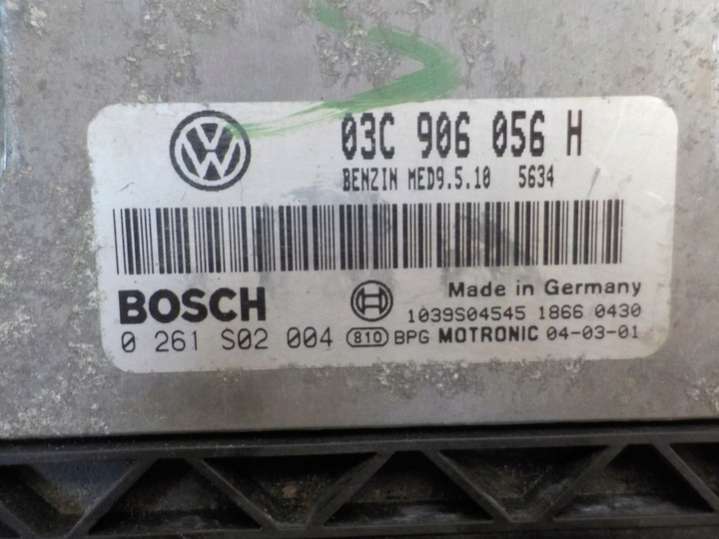 03C 906 056 H
BENZIN MED9.5.10 5634
BOSCH
Made in Germany
1039S04545 1866 0430
0 261 S02 004 810 BPG MOTRONIC 04-03-01